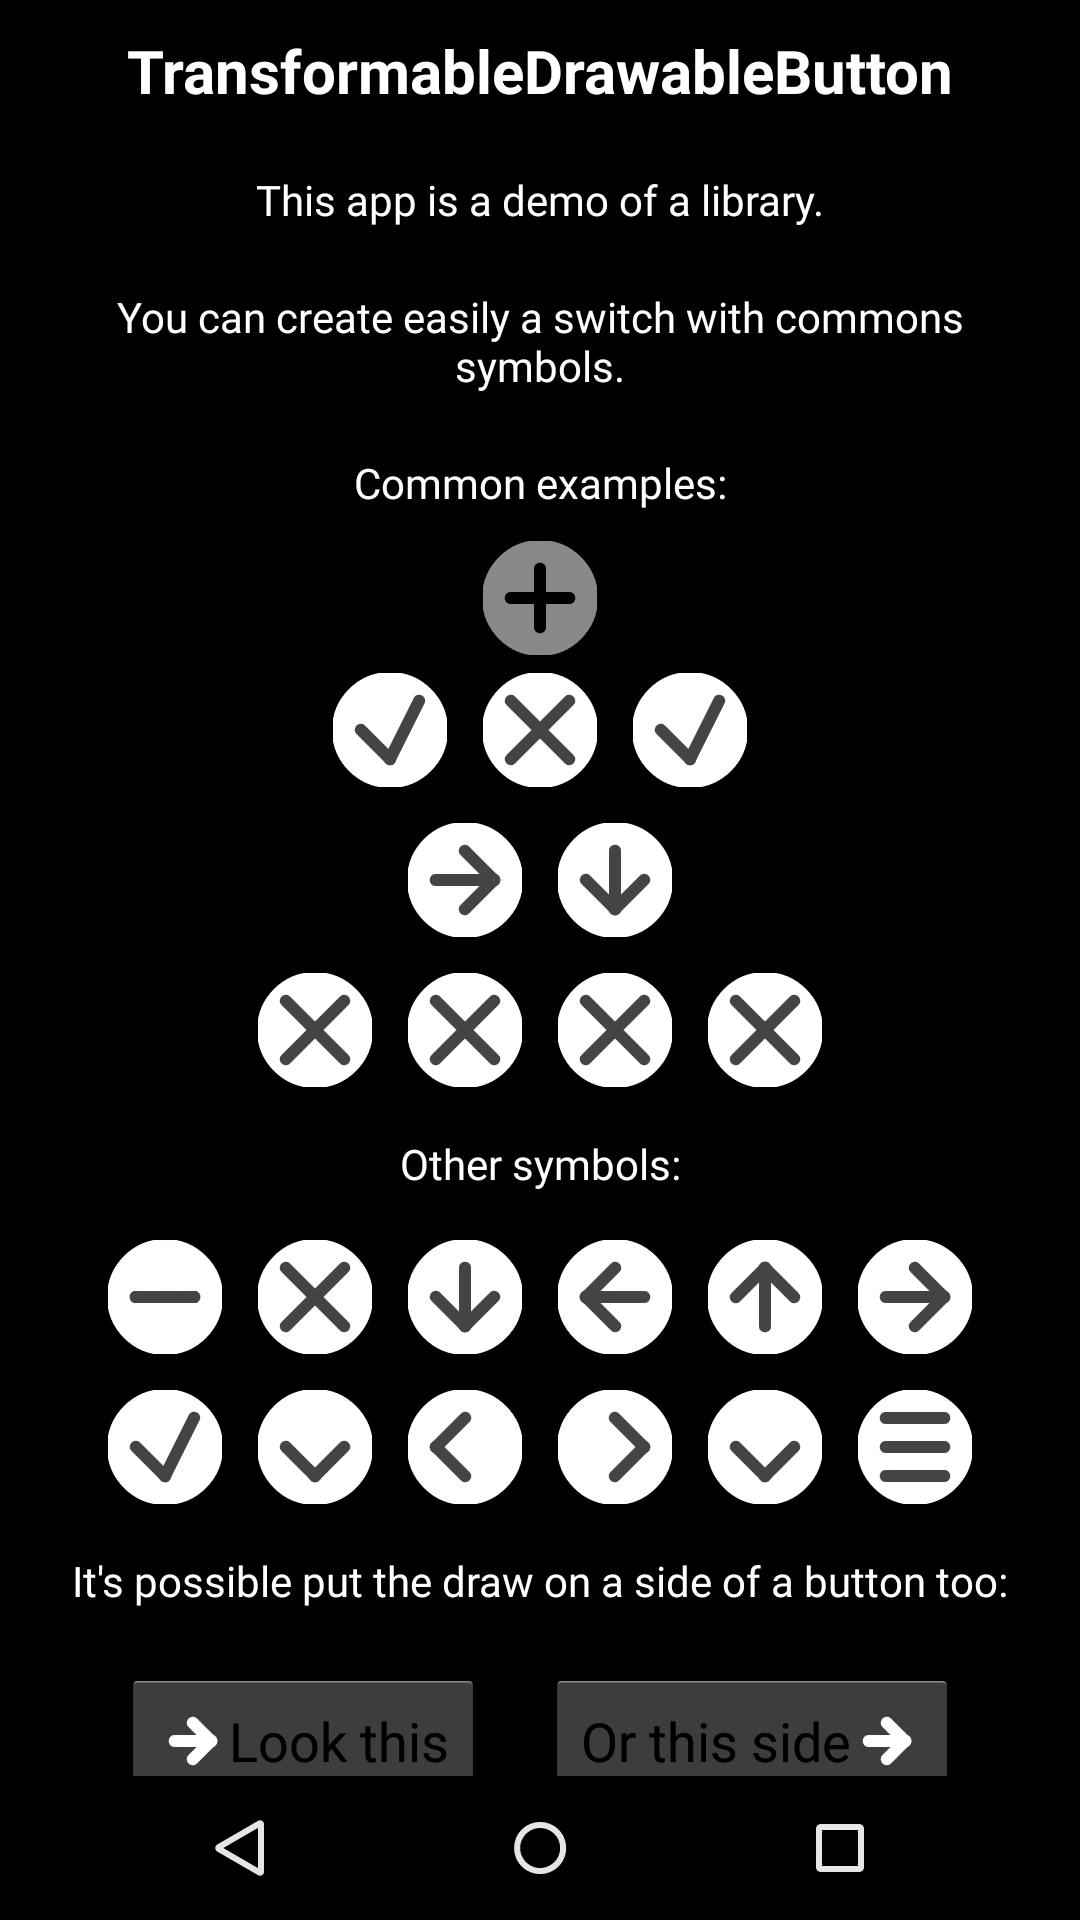 TransformableDrawableButton
This app is a demo of a library.
You can create easily a switch with commons
symbols.
Common examples:
Other symbols:
It's possible put the draw on a side of a button too:
Look this
Or this side